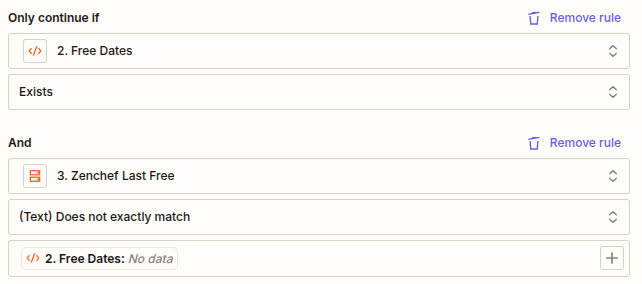 Only continue if
Remove rule
2. Free Dates
Exists
And
Remove rule
3. Zenchef Last Free
(Text) Does not exactly match
2. Free Dates: No data